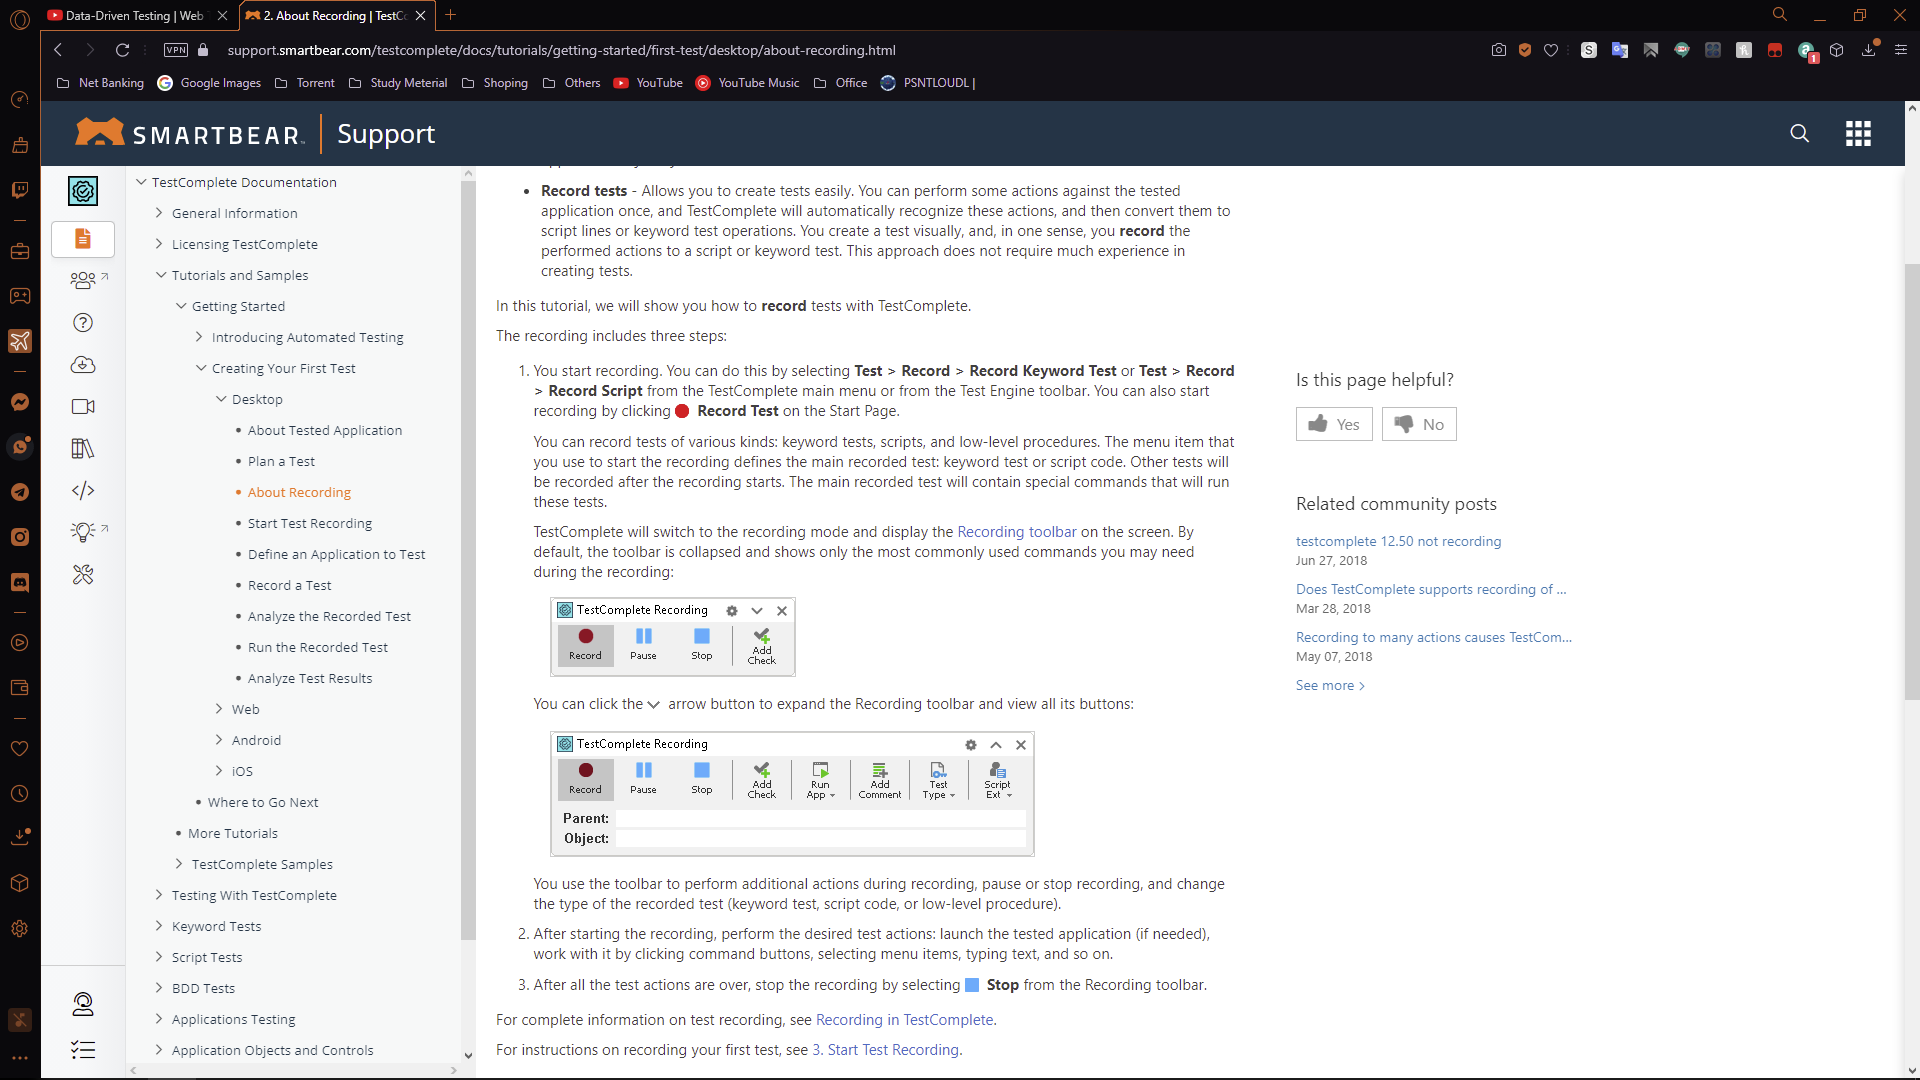 Data-Driven Testing | Web
2. About Recording | TestC
VPN
support.smartbear.com/testcomplete/docs/tutorials/getting-started/first-test/desktop/about-recording.html
S
1
Net Banking
Google Images
Torrent
Study Meterial
Shoping
Others
YouTube
YouTube Music
Office
PSNTLOUDL |
SMARTBEAR
Support
TestComplete Documentation
General Information
Licensing TestComplete
Tutorials and Samples
Getting Started
Introducing Automated Testing
Creating Your First Test
Desktop
About Tested Application
Plan a Test
About Recording
Start Test Recording
Define an Application to Test
Record a Test
Analyze the Recorded Test
Run the Recorded Test
Analyze Test Results
Web
Android
iOS
Where to Go Next
More Tutorials
TestComplete Samples
Testing With TestComplete
Keyword Tests
Script Tests
BDD Tests
Applications Testing
Application Objects and Controls
Record tests - Allows you to create tests easily. You can perform some actions against the tested
application once, and TestComplete will automatically recognize these actions, and then convert them to
script lines or keyword test operations. You create a test visually, and, in one sense, you record the
performed actions to a script or keyword test. This approach does not require much experience in
creating tests.
In this tutorial, we will show you how to record tests with TestComplete.
The recording includes three steps:
1. You start recording. You can do this by selecting Test > Record > Record Keyword Test or Test > Record
> Record Script from the TestComplete main menu or from the Test Engine toolbar. You can also start
recording by clicking Record Test on the Start Page.
You can record tests of various kinds: keyword tests, scripts, and low-level procedures. The menu item that
you use to start the recording defines the main recorded test: keyword test or script code. Other tests will
be recorded after the recording starts. The main recorded test will contain special commands that will run
these tests.
TestComplete will switch to the recording mode and display the Recording toolbar on the screen. By
default, the toolbar is collapsed and shows only the most commonly used commands you may need
during the recording:
TestComplete Recording
Record
Pause
Stop
Add
Check
You can click the arrow button to expand the Recording toolbar and view all its buttons:
TestComplete Recording
Record
Pause
Stop
Add
Check
Run
App
Add
Comment
Test
Type
Script
Ext
Parent:
Object:
You use the toolbar to perform additional actions during recording, pause or stop recording, and change
the type of the recorded test (keyword test, script code, or low-level procedure).
2. After starting the recording, perform the desired test actions: launch the tested application (if needed),
work with it by clicking command buttons, selecting menu items, typing text, and so on.
3. After all the test actions are over, stop the recording by selecting Stop from the Recording toolbar.
For complete information on test recording, see Recording in TestComplete.
For instructions on recording your first test, see 3. Start Test Recording.
Is this page helpful?
Yes
No
Related community posts
testcomplete 12.50 not recording
Jun 27, 2018
Does TestComplete supports recording of ...
Mar 28, 2018
Recording to many actions causes TestCom...
May 07, 2018
See more >